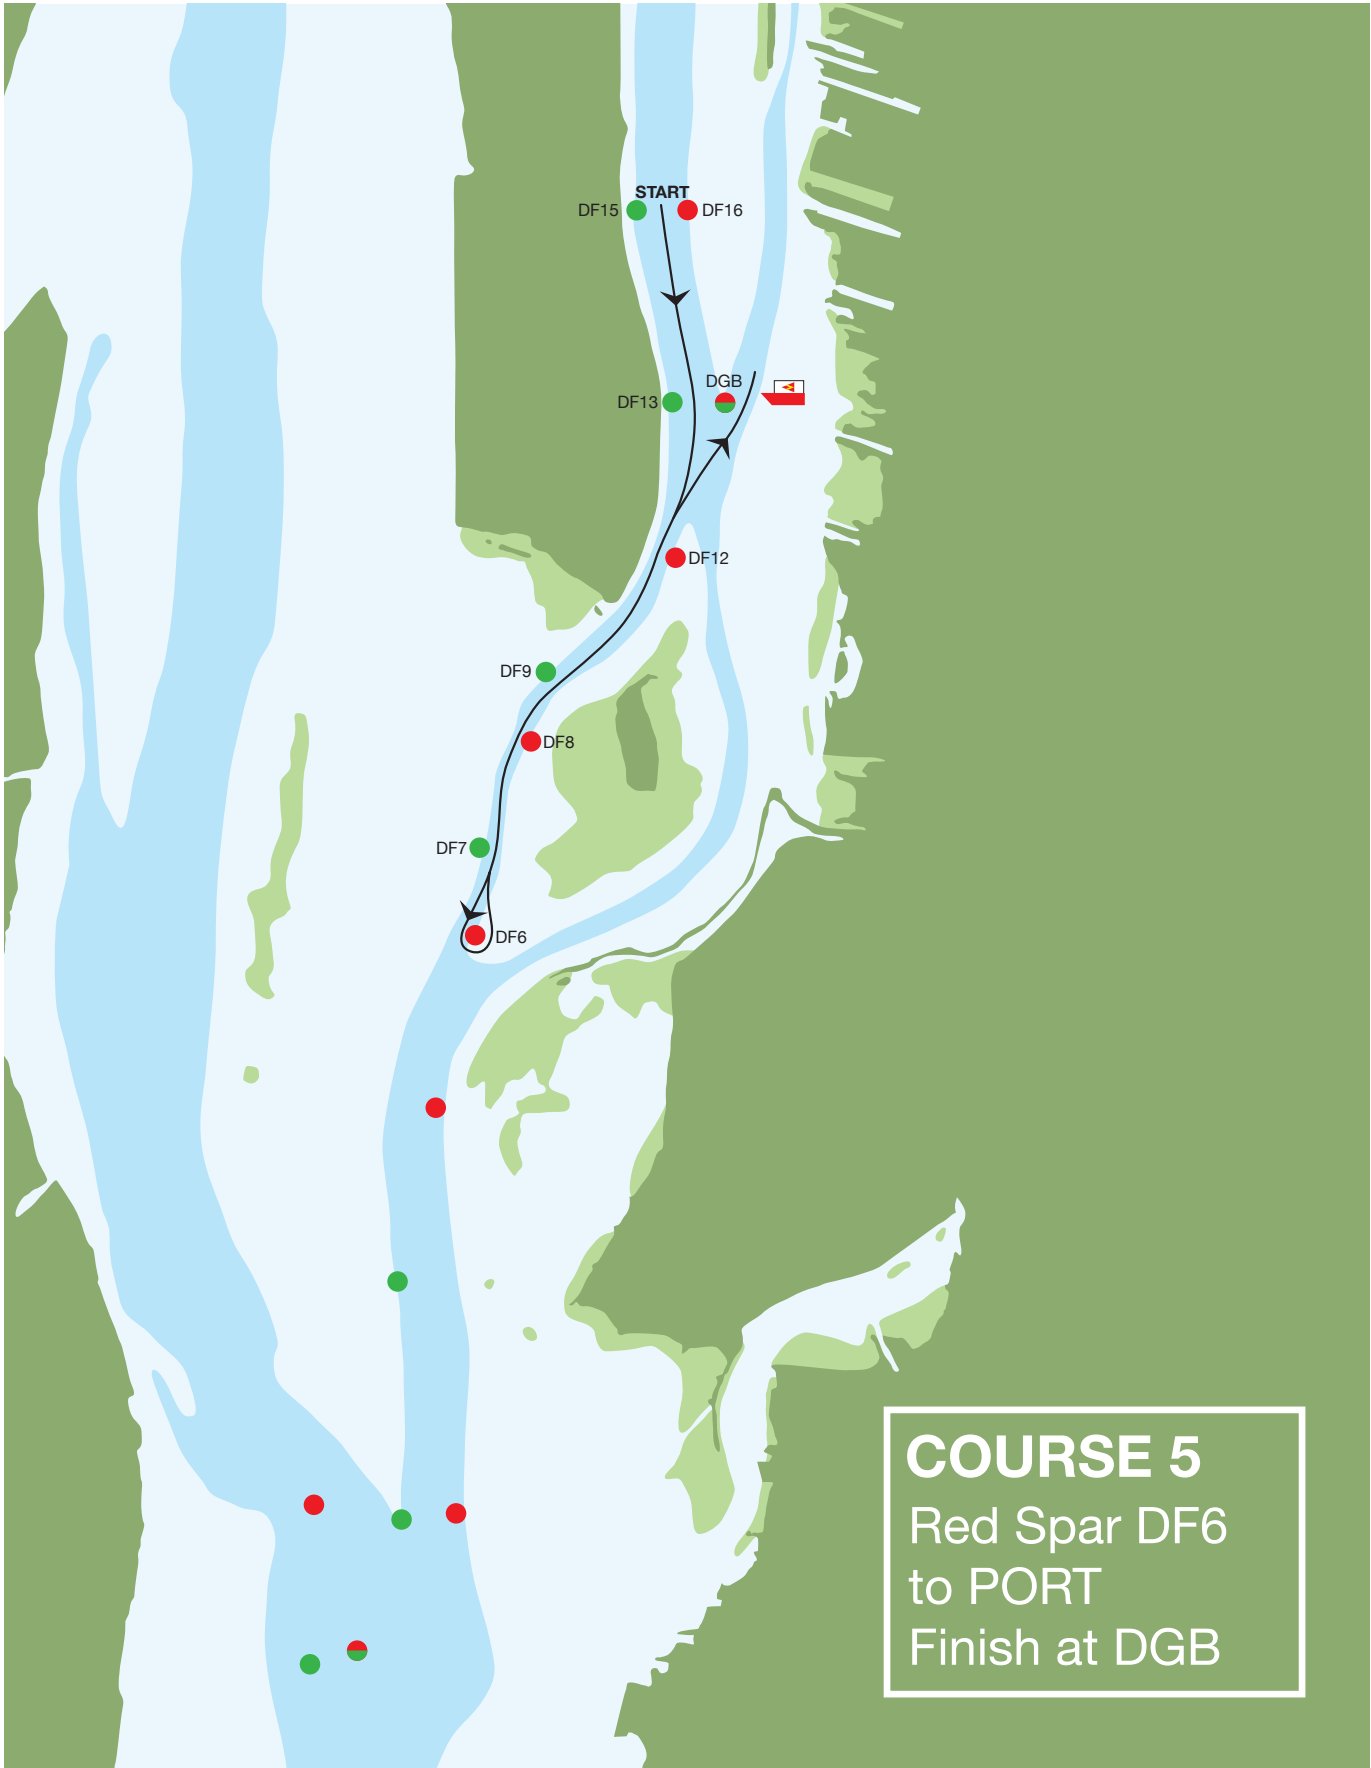 START
DF15
DF16
DGB
DF13
DF12
DF9
DF8
DF7
DF6
COURSE 5
Red Spar DF6
to PORT
Finish at DGB